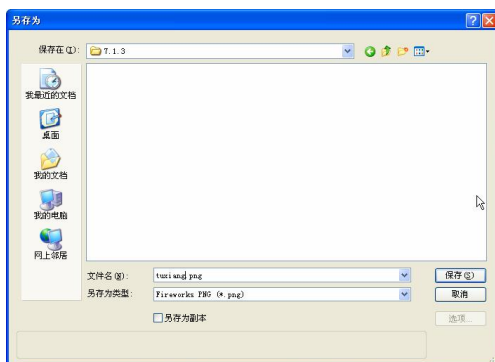 另存为
保存在(I):
7.1.3
我最近的文档
桌面
我的文档
我的电脑
网上邻居
文件名(N):
tuxiang.png
保存(S)
另存为类型:
Fireworks PNG (*.png)
取消
另存为副本
选项...